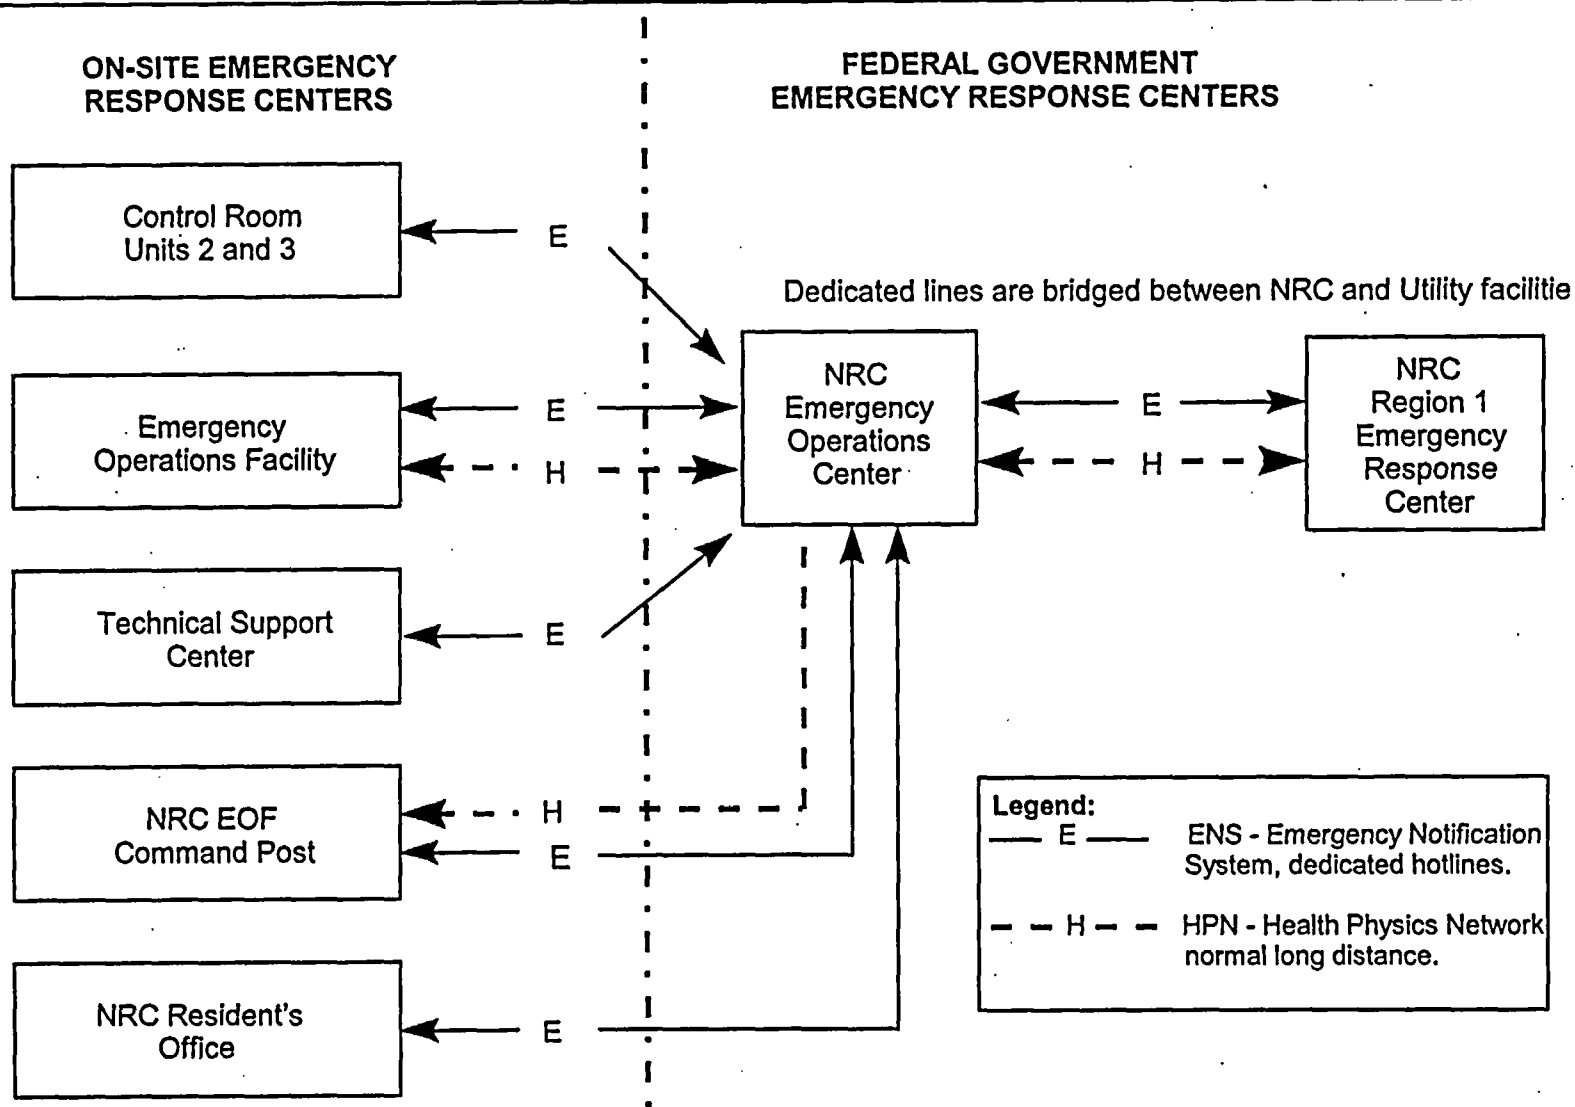 ON-SITE EMERGENCY
RESPONSE CENTERS
FEDERAL GOVERNMENT
EMERGENCY RESPONSE CENTERS
Control Room
Units 2 and 3
E
Dedicated lines are bridged between NRC and Utility facilitie
Emergency
Operations Facility
E
H
NRC
Emergency
Operations
Center
E
H
NRC
Region 1
Emergency
Response
Center
Technical Support
Center
E
NRC EOF
Command Post
H
E
Legend:
E ENS - Emergency Notification
System, dedicated hotlines.
H HPN - Health Physics Network
normal long distance.
NRC Resident's
Office
E